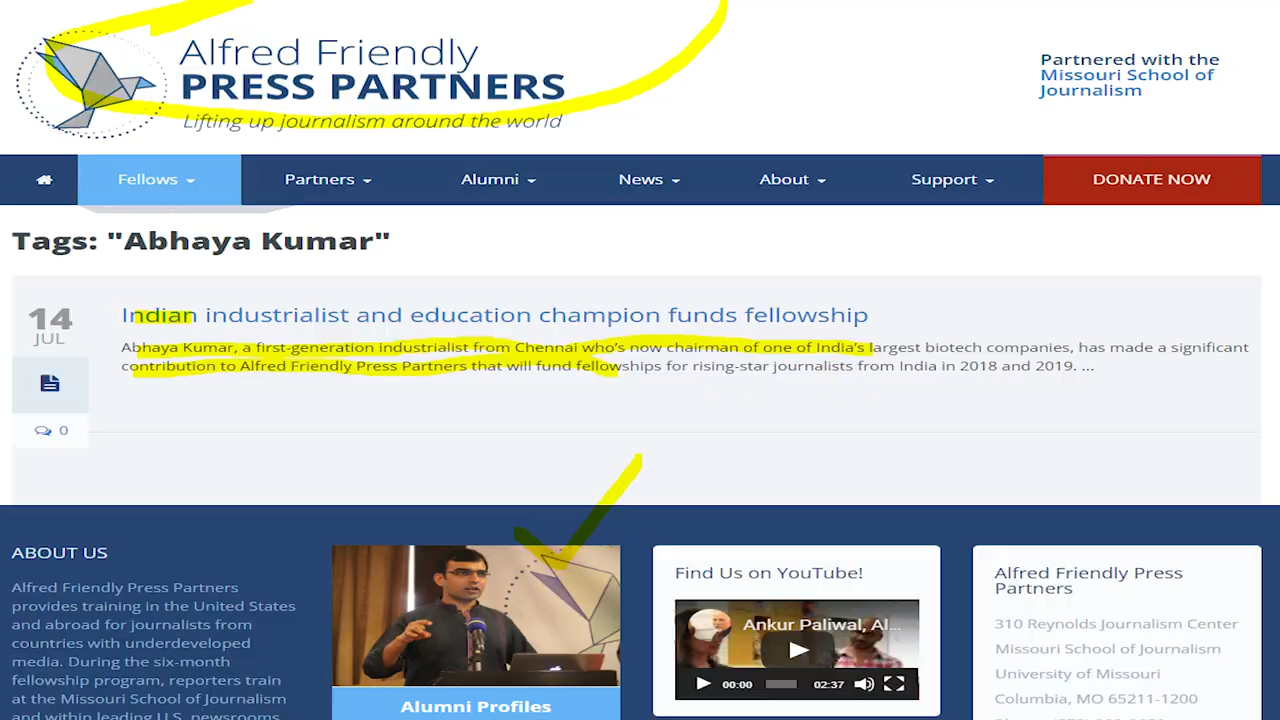 Alfred Friendly
PRESS PARTNERS
Lifting up journalism around the world
Partnered with the
Missouri School of
Journalism
Fellows
Partners
Alumni
News
About
Support
DONATE NOW
Tags: "Abhaya Kumar"
14
JUL
0
Indian industrialist and education champion funds fellowship
Abhaya Kumar, a first-generation industrialist from Chennai who's now chairman of one of India's largest biotech companies, has made a significant
contribution to Alfred Friendly Press Partners that will fund fellowships for rising-star journalists from India in 2018 and 2019. ...
ABOUT US
Alfred Friendly Press Partners
provides training in the United States
and abroad for journalists from
countries with underdeveloped
media. During the six-month
fellowship program, reporters train
at the Missouri School of Journalism
and within leading U.S. newsrooms
Alumni Profiles
Find Us on YouTube!
Ankur Paliwal, Al...
00:00
02:37
Alfred Friendly Press
Partners
310 Reynolds Journalism Center
Missouri School of Journalism
University of Missouri
Columbia, MO 65211-1200